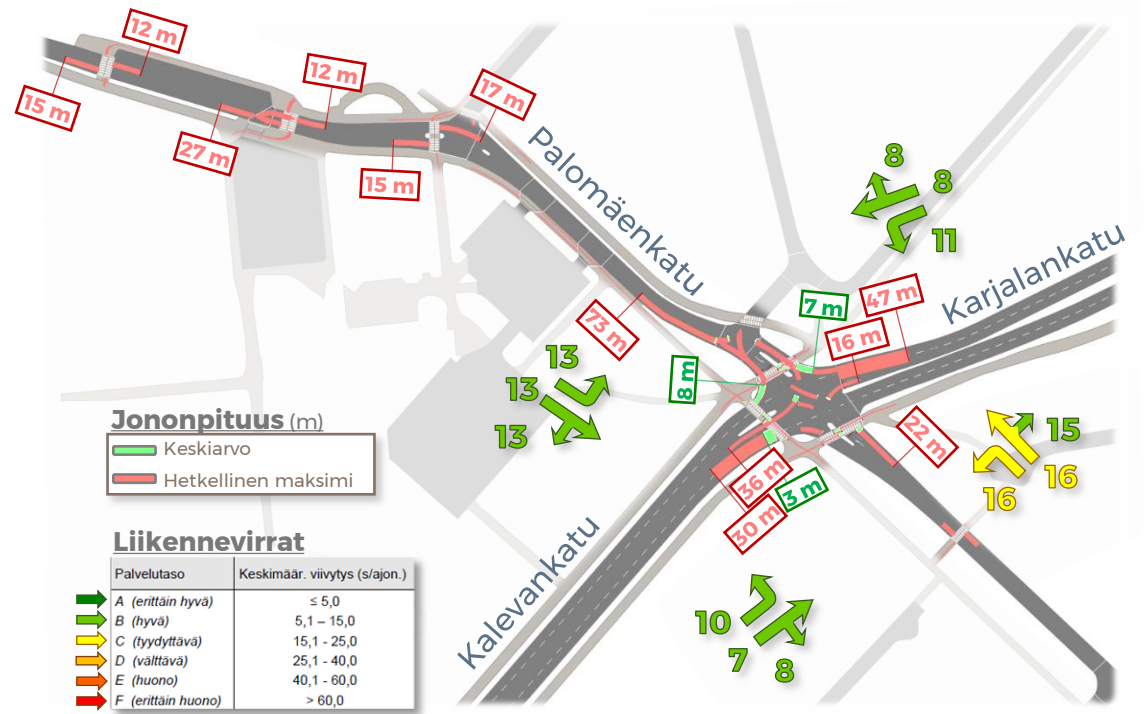 12 m
15 m
12 m
27 m
17 m
15 m
Palomäenkatu
8
8
11
Karjalankatu
7 m
47 m
16 m
73 m
8 m
13
13
13
Jononpituus (m)
Keskiarvo
Hetkellinen maksimi
22 m
15
16
16
36 m
3 m
30 m
Kalevankatu
10
7
8
Liikennevirrat
Palvelutaso Keskimäär. viivytys (s/ajon.)
A (erittäin hyvä) ≤ 5,0
B (hyvä) 5,1 – 15,0
C (tyydyttävä) 15,1 - 25,0
D (välttävä) 25,1 - 40,0
E (huono) 40,1 - 60,0
F (erittäin huono) > 60,0